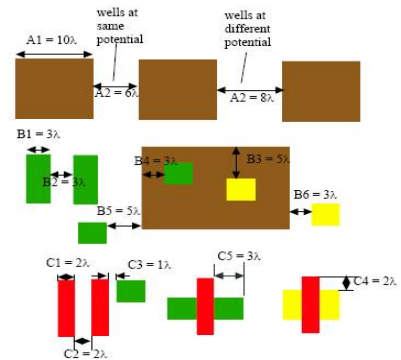 wells at
same
potential
wells at
different
potential
A1 = 10λ
A2 = 6λ
A2 = 8λ
B1 = 3λ
B2 = 3λ
B4 = 3λ
B3 = 5λ
B5 = 5λ
B6 = 3λ
C1 = 2λ
C3 = 1λ
C5 = 3λ
C4 = 2λ
C2 = 2λ